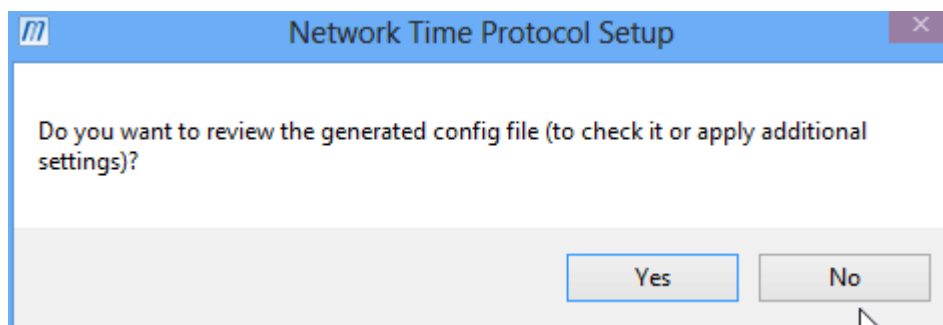 Network Time Protocol Setup
Do you want to review the generated config file (to check it or apply additional
settings)?
Yes No